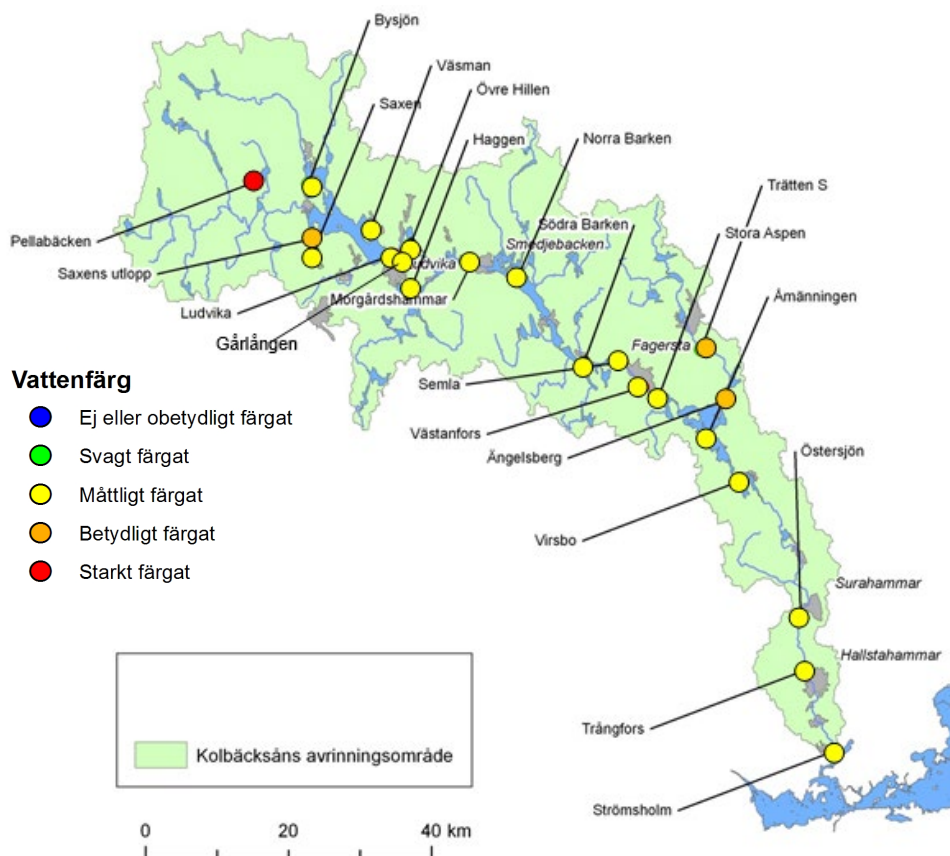 Bysjön
Väsman
Övre Hillen
Saxen
Haggen
Norra Barken
Trätten S
Södra Barken
Stora Aspen
Pellabäcken
Smedjebacken
Saxens utlopp
udvika
Åmänningen
Morgårdshammar
Ludvika
Gårlången
Fagersta
Vattenfärg
Semla
Ej eller obetydligt färgat
Västanfors
Svagt färgat
Ängelsberg
Östersjön
Måttligt färgat
Betydligt färgat
Virsbo
Starkt färgat
Surahammar
Hallstahammar
Trångfors
Kolbäcksåns avrinningsområde
Strömsholm
0 20 40 km